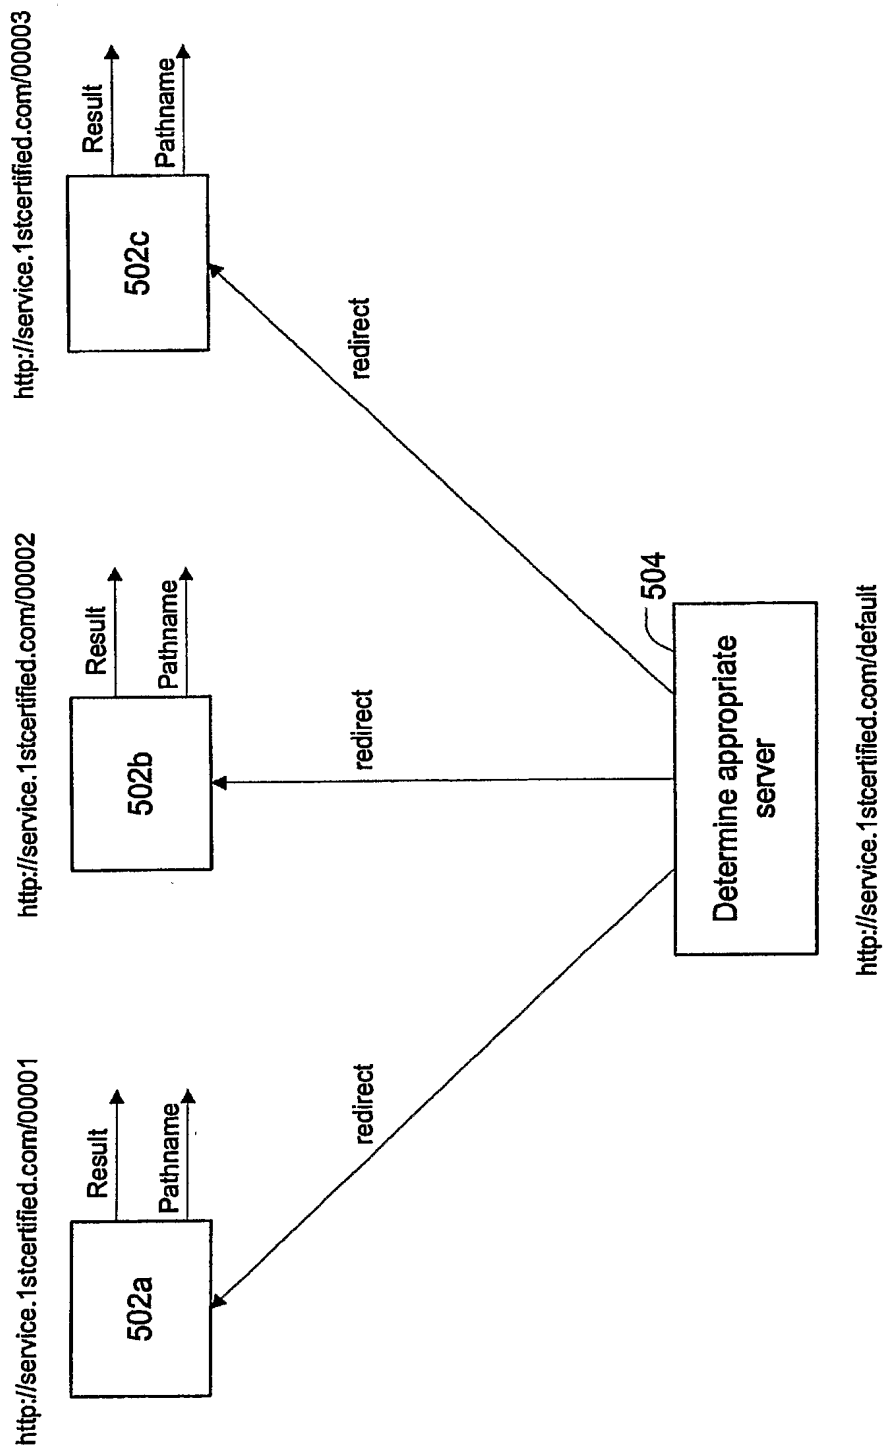 http://service.1stcertified.com/00001
http://service.1stcertified.com/00002
http://service.1stcertified.com/00003
Result
Pathname
502a
Result
Pathname
502b
Result
Pathname
502c
redirect
redirect
redirect
504
Determine appropriate
server
http://service.1stcertified.com/default